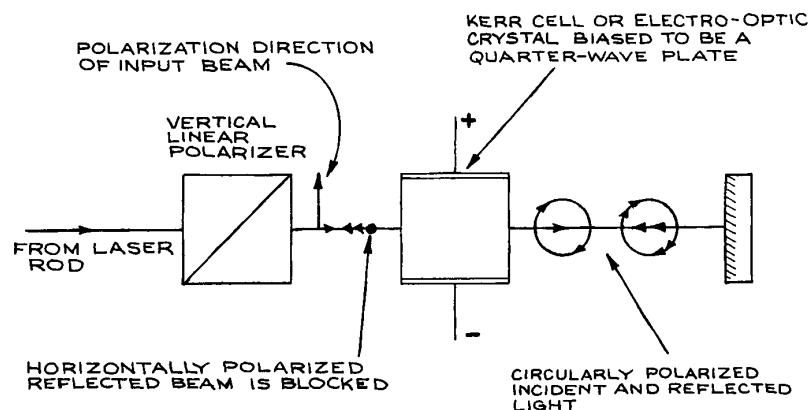 KERR CELL OR ELECTRO-OPTIC
CRYSTAL BIASED TO BE A
QUARTER-WAVE PLATE
POLARIZATION DIRECTION
OF INPUT BEAM
VERTICAL
LINEAR
POLARIZER
+
FROM LASER
ROD
-
HORIZONTALLY POLARIZED
REFLECTED BEAM IS BLOCKED
CIRCULARLY POLARIZED
INCIDENT AND REFLECTED
LIGHT